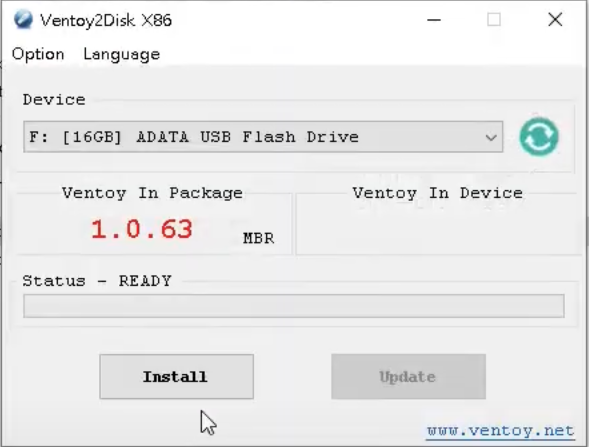 Ventoy2Disk X86
Option Language
Device
F: [16GB] ADATA USB Flash Drive
Ventoy In Package
Ventoy In Device
1.0.63
MBR
Status - READY
Install
Update
www.ventoy.net